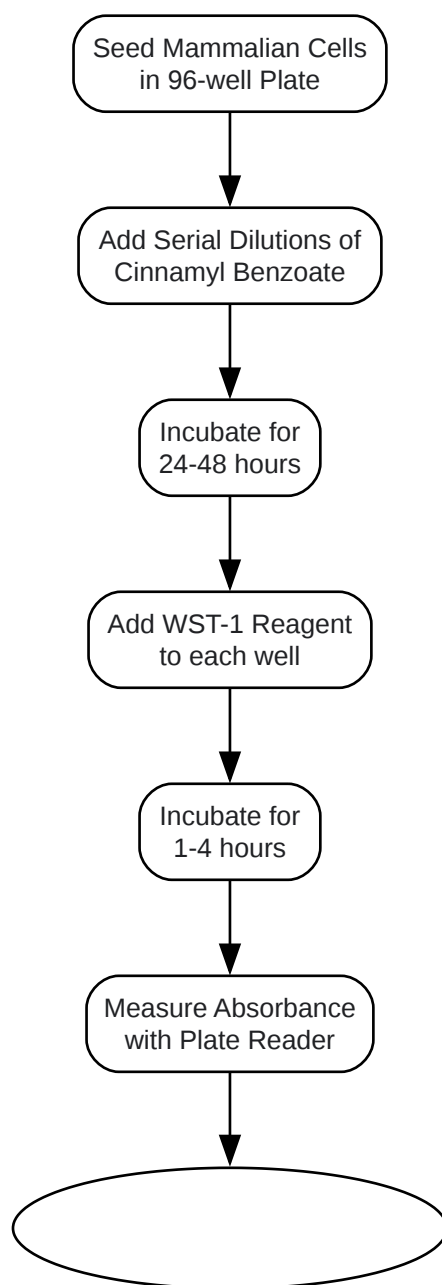 Seed Mammalian Cells
in 96-well Plate
Add Serial Dilutions of
Cinnamyl Benzoate
Incubate for
24-48 hours
Add WST-1 Reagent
to each well
Incubate for
1-4 hours
Measure Absorbance
with Plate Reader